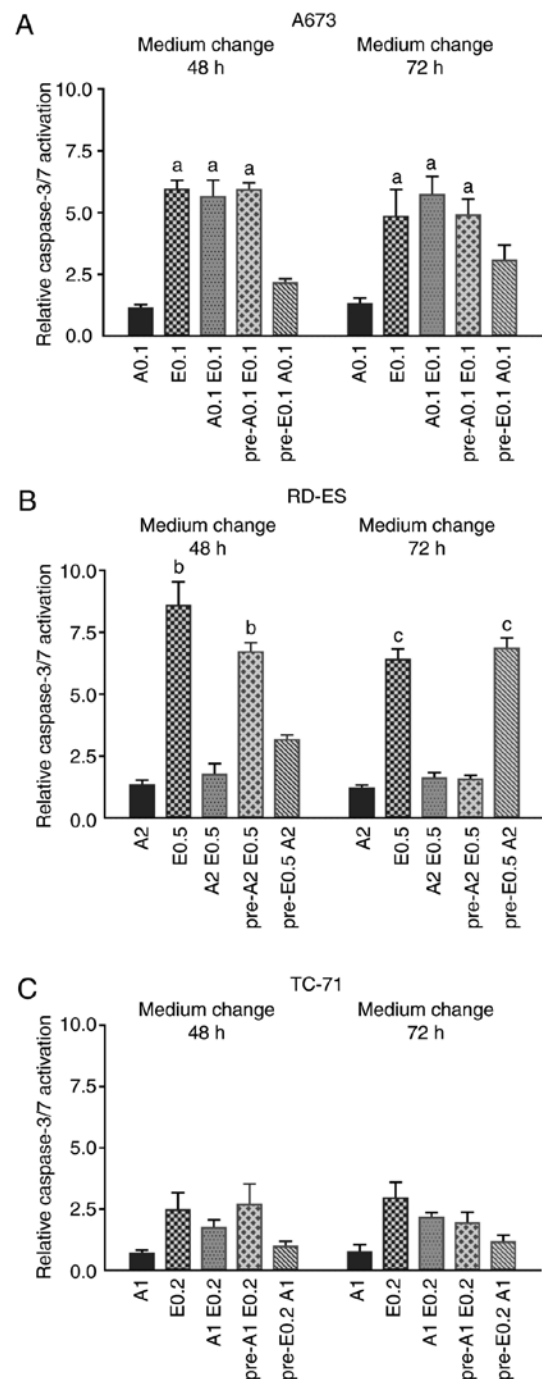 A
A673
Medium change
48 h
Medium change
72 h
Relative caspase-3/7 activation
10.0
7.5
5.0
2.5
0.0
a
a
a
a
a
a
A0.1
E0.1
A0.1 E0.1
pre-A0.1 E0.1
pre-E0.1 A0.1
A0.1
E0.1
A0.1 E0.1
pre-A0.1 E0.1
pre-E0.1 A0.1
B
RD-ES
Medium change
48 h
Medium change
72 h
Relative caspase-3/7 activation
10.0
7.5
5.0
2.5
0.0
b
b
c
c
A2
E0.5
A2 E0.5
pre-A2 E0.5
pre-E0.5 A2
A2
E0.5
A2 E0.5
pre-A2 E0.5
pre-E0.5 A2
C
TC-71
Medium change
48 h
Medium change
72 h
Relative caspase-3/7 activation
10.0
7.5
5.0
2.5
0.0
A1
E0.2
A1 E0.2
pre-A1 E0.2
pre-E0.2 A1
A1
E0.2
A1 E0.2
pre-A1 E0.2
pre-E0.2 A1